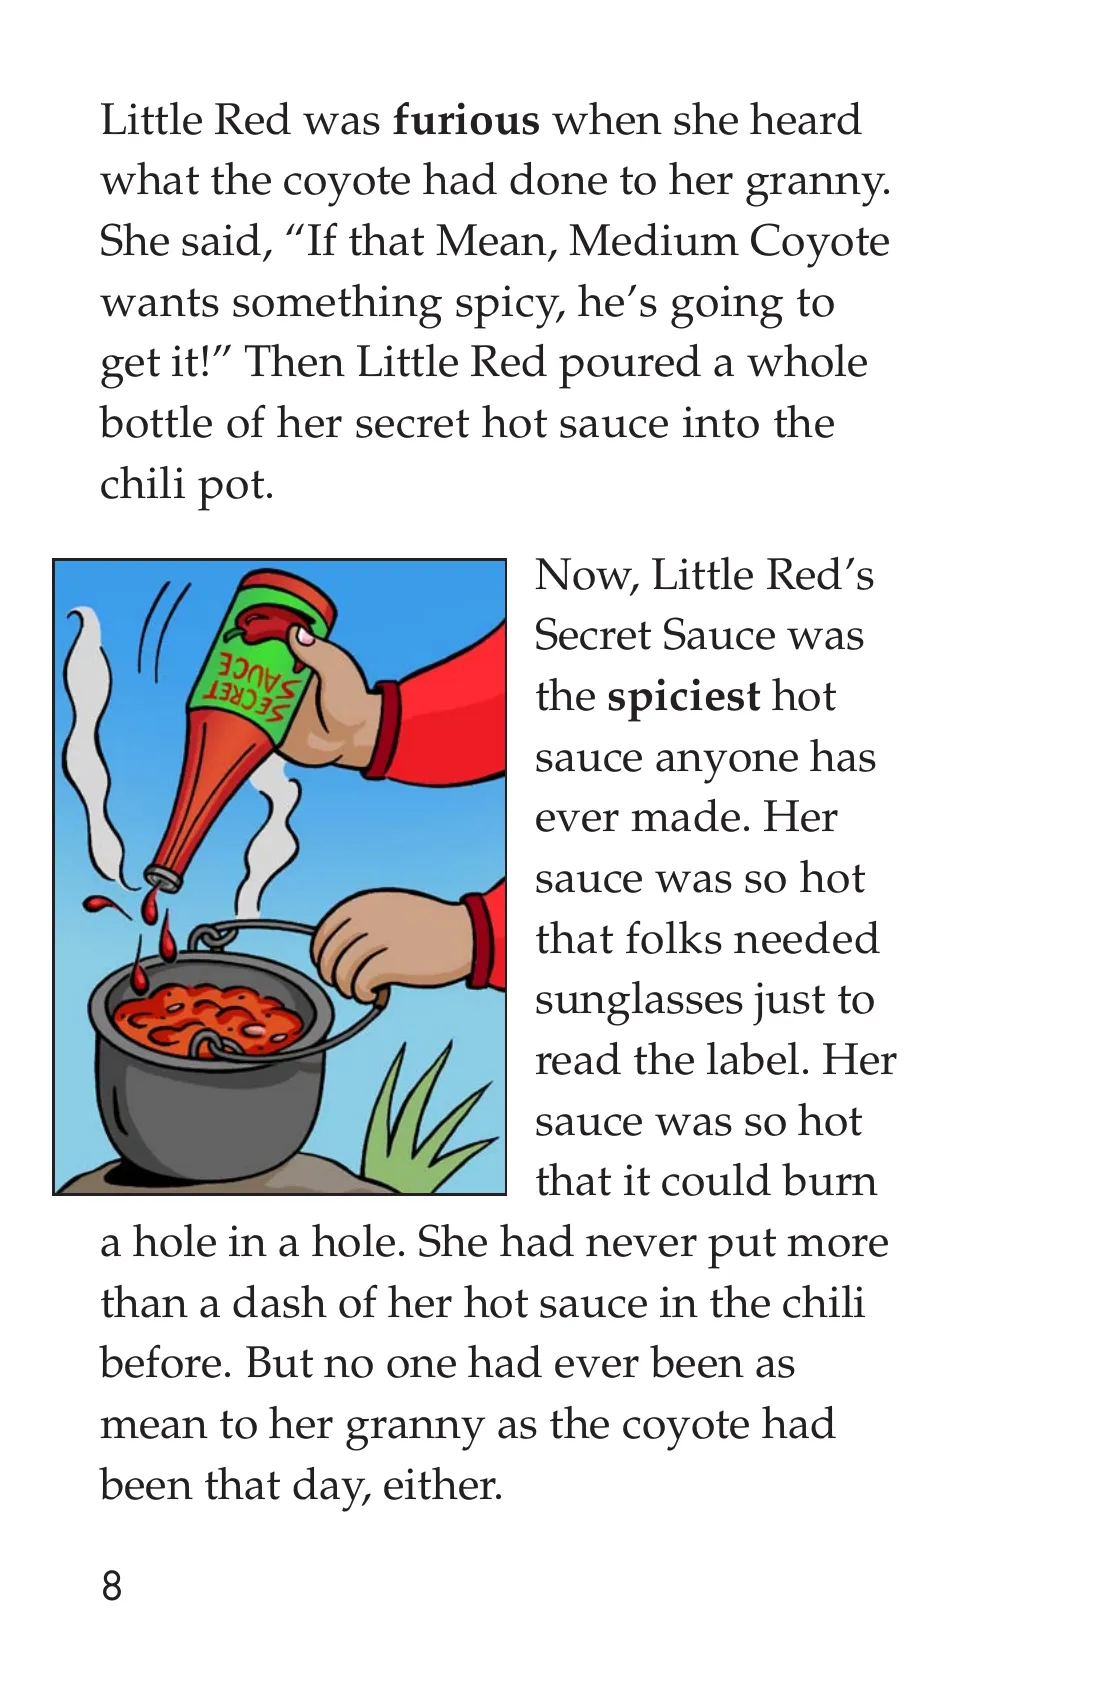 Little Red was furious when she heard
what the coyote had done to her granny.
She said, “If that Mean, Medium Coyote
wants something spicy, he’s going to
get it!” Then Little Red poured a whole
bottle of her secret hot sauce into the
chili pot.
SECRET
SAUCE
Now, Little Red’s
Secret Sauce was
the spiciest hot
sauce anyone has
ever made. Her
sauce was so hot
that folks needed
sunglasses just to
read the label. Her
sauce was so hot
that it could burn
a hole in a hole. She had never put more
than a dash of her hot sauce in the chili
before. But no one had ever been as
mean to her granny as the coyote had
been that day, either.
8